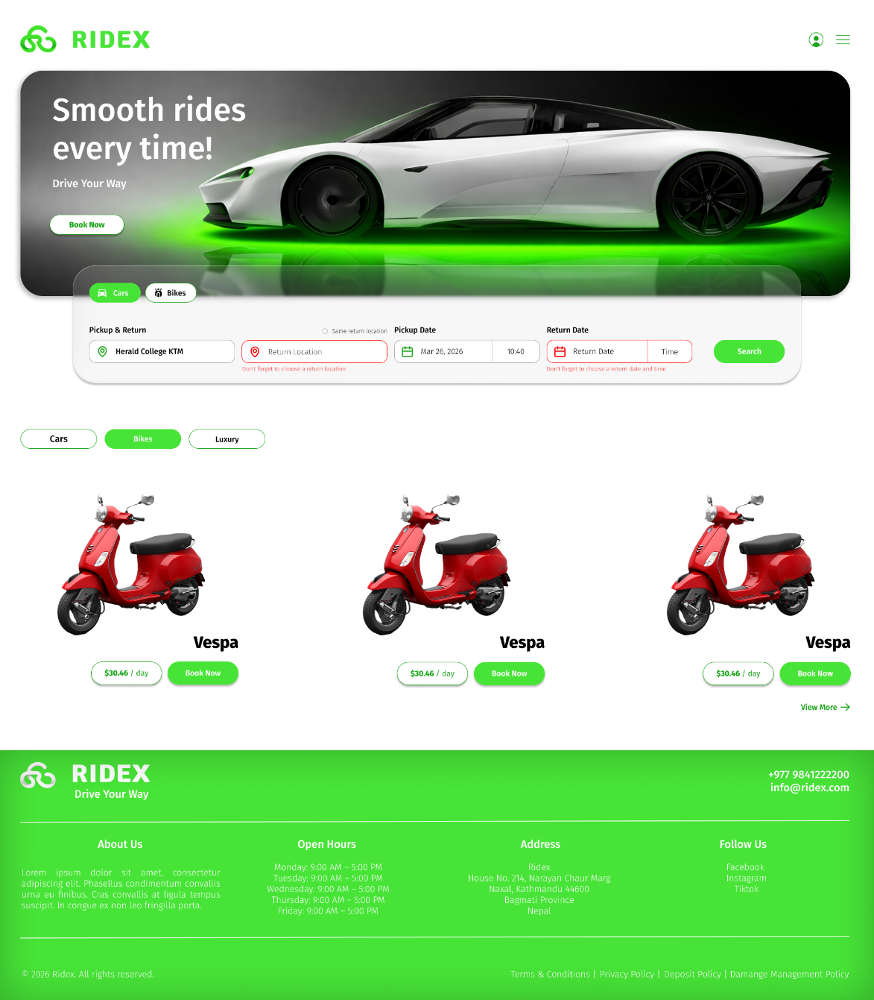 RIDEX
Smooth rides
every time!
Drive Your Way
Book Now
Cars
Bikes
Pickup & Return
Same return location
Pickup Date
Return Date
Herald College KTM
Return Location
Mar 26, 2026
10:40
Return Date
Time
Search
Don't forget to choose a return location
Don't forget to choose a return date and time
Cars
Bikes
Luxury
Vespa
Vespa
Vespa
$30.46 / day
Book Now
$30.46 / day
Book Now
$30.46 / day
Book Now
View More
RIDEX
Drive Your Way
+977 9841222200
info@ridex.com
About Us
Lorem ipsum dolor sit amet, consectetur
adipiscing elit. Phasellus condimentum convallis
urna eu finibus. Cras convallis at ligula tempus
suscipit. In congue ex non leo fringilla porta.
Open Hours
Monday: 9:00 AM – 5:00 PM
Tuesday: 9:00 AM – 5:00 PM
Wednesday: 9:00 AM – 5:00 PM
Thursday: 9:00 AM – 5:00 PM
Friday: 9:00 AM – 5:00 PM
Address
Ridex
House No. 214, Narayan Chaur Marg
Naxal, Kathmandu 44600
Bagmati Province
Nepal
Follow Us
Facebook
Instagram
Tiktok
© 2026 Ridex. All rights reserved.
Terms & Conditions | Privacy Policy | Deposit Policy | Damange Management Policy